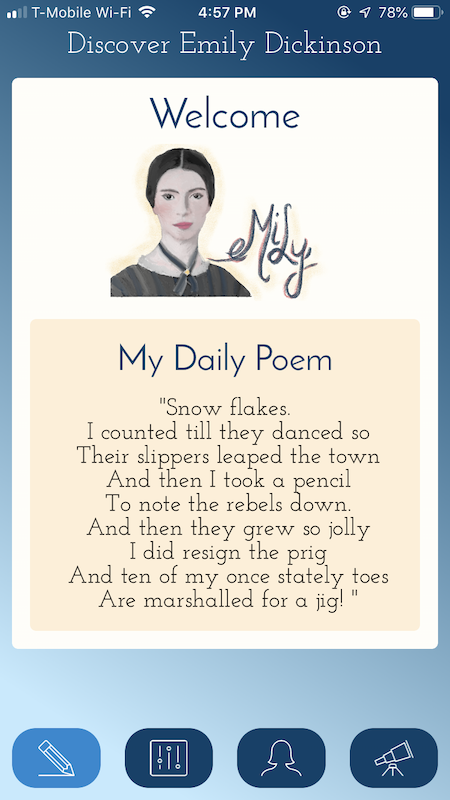 T-Mobile Wi-Fi 4:57 PM 78%
Discover Emily Dickinson
Welcome
eMily,
My Daily Poem
"Snow flakes.
I counted till they danced so
Their slippers leaped the town
And then I took a pencil
To note the rebels down.
And then they grew so jolly
I did resign the prig
And ten of my once stately toes
Are marshalled for a jig! "